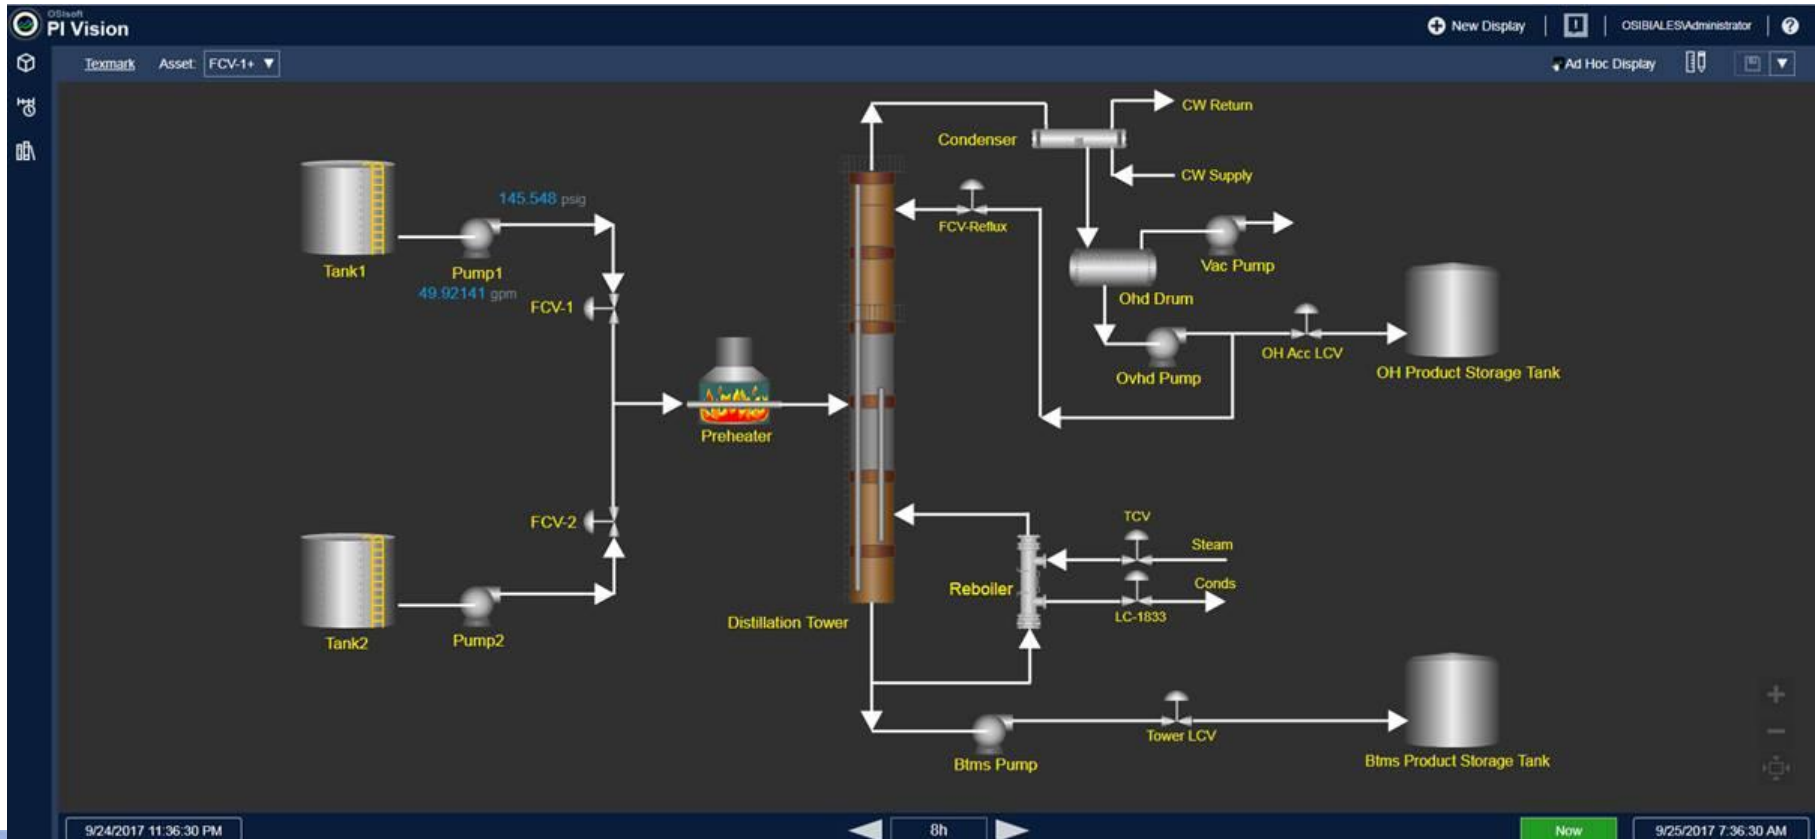 OSIsoft
PI Vision
New Display
OSIBIALES\Administrator
?
Texmark
Asset: FCV-1+
Ad Hoc Display
CW Return
Condenser
CW Supply
145.548 psig
FCV-Reflux
Tank1
Pump1
Vac Pump
49.92141 gpm
Ohd Drum
FCV-1
OH Acc LCV
OH Product Storage Tank
Ovhd Pump
Preheater
FCV-2
TCV
Steam
Reboiler
Conds
LC-1833
Distillation Tower
Tank2
Pump2
Tower LCV
Btms Pump
Btms Product Storage Tank
9/24/2017 11:36:30 PM
8h
Now
9/25/2017 7:36:30 AM